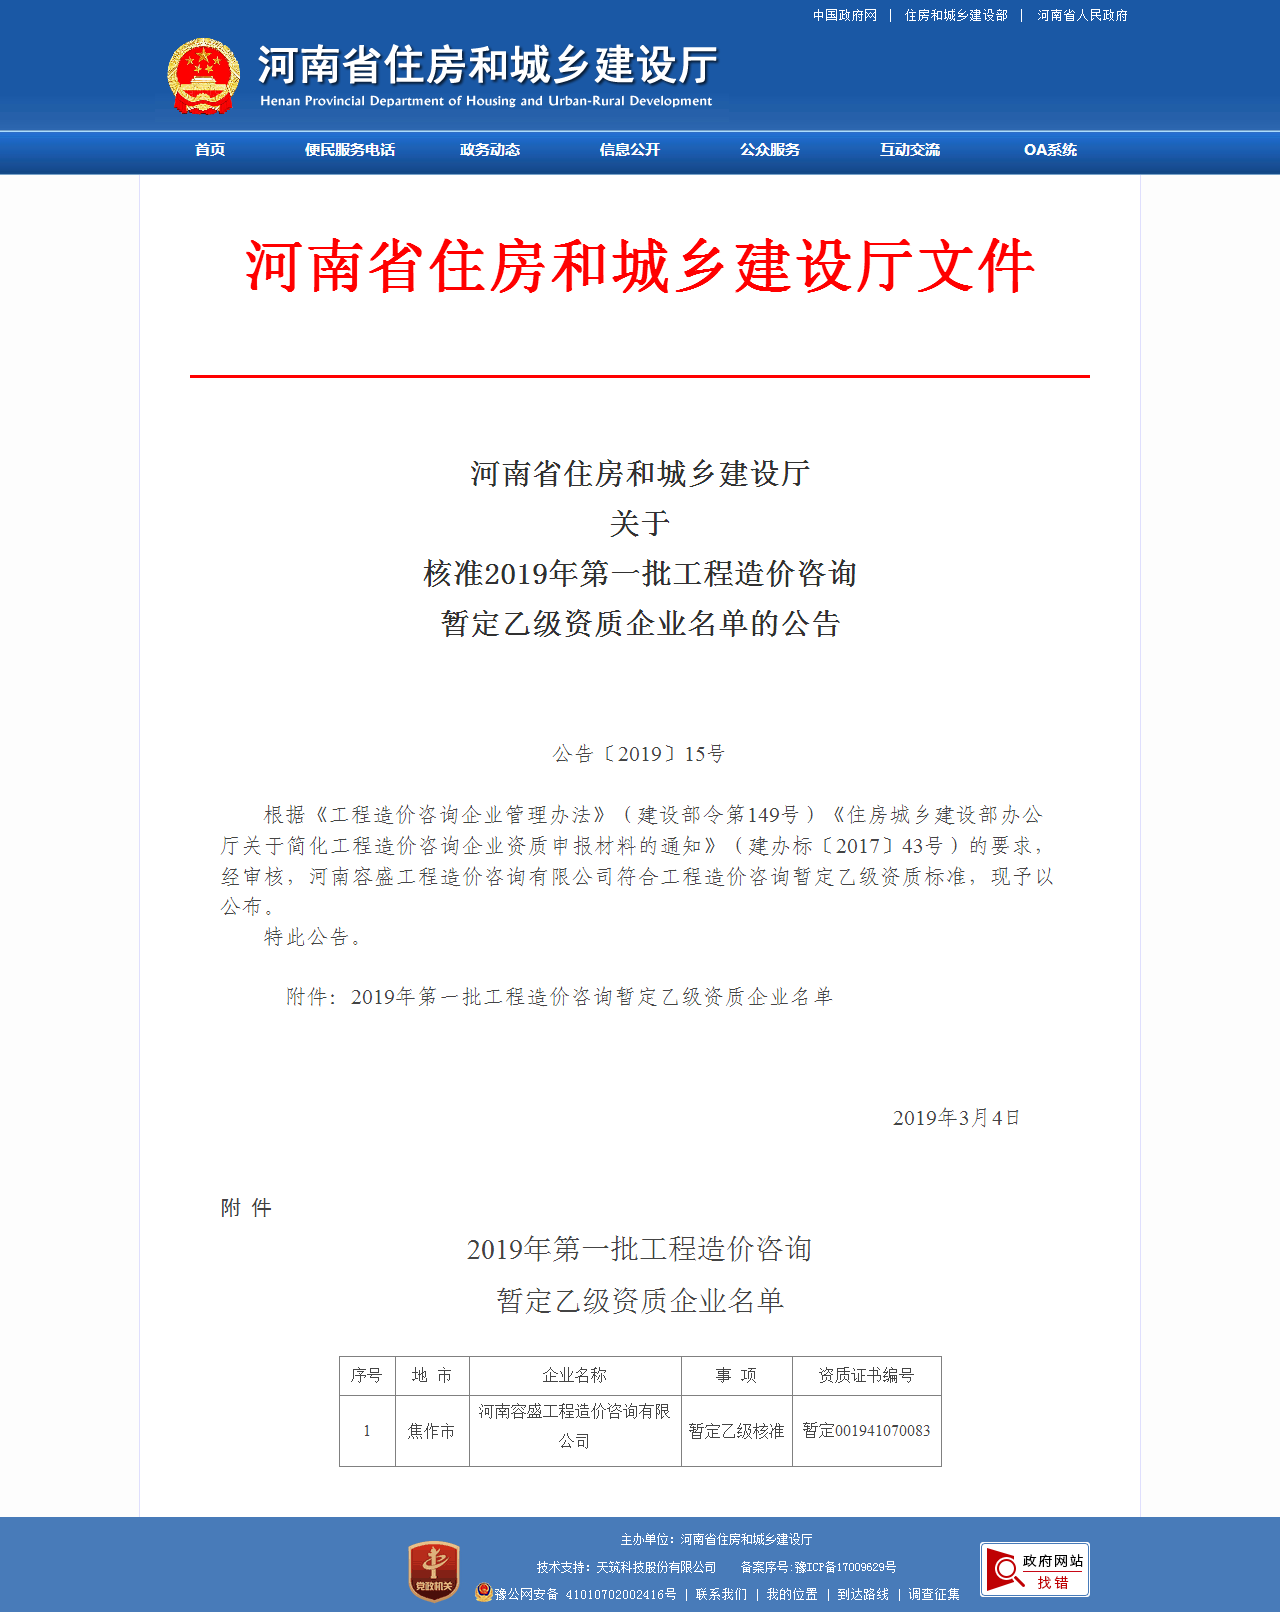 中国政府网 | 住房和城乡建设部 | 河南省人民政府
河南省住房和城乡建设厅
Henan Provincial Department of Housing and Urban-Rural Development
首页 便民服务电话 政务动态 信息公开 公众服务 互动交流 OA系统
河南省住房和城乡建设厅文件
河南省住房和城乡建设厅
关于
核准2019年第一批工程造价咨询
暂定乙级资质企业名单的公告
公告〔2019〕15号
根据《工程造价咨询企业管理办法》（建设部令第149号）《住房城乡建设部办公
厅关于简化工程造价咨询企业资质申报材料的通知》（建办标〔2017〕43号）的要求，
经审核，河南容盛工程造价咨询有限公司符合工程造价咨询暂定乙级资质标准，现予以
公布。
特此公告。
附件：2019年第一批工程造价咨询暂定乙级资质企业名单
2019年3月4日
附 件
2019年第一批工程造价咨询
暂定乙级资质企业名单
序号 地 市 企业名称 事 项 资质证书编号
1 焦作市 河南容盛工程造价咨询有限 暂定乙级核准 暂定001941070083
公司
主办单位：河南省住房和城乡建设厅
技术支持：天筑科技股份有限公司 备案序号:豫ICP备17009629号
豫公网安备 41010702002416号 | 联系我们 | 我的位置 | 到达路线 | 调查征集
党政机关
政府网站
找错